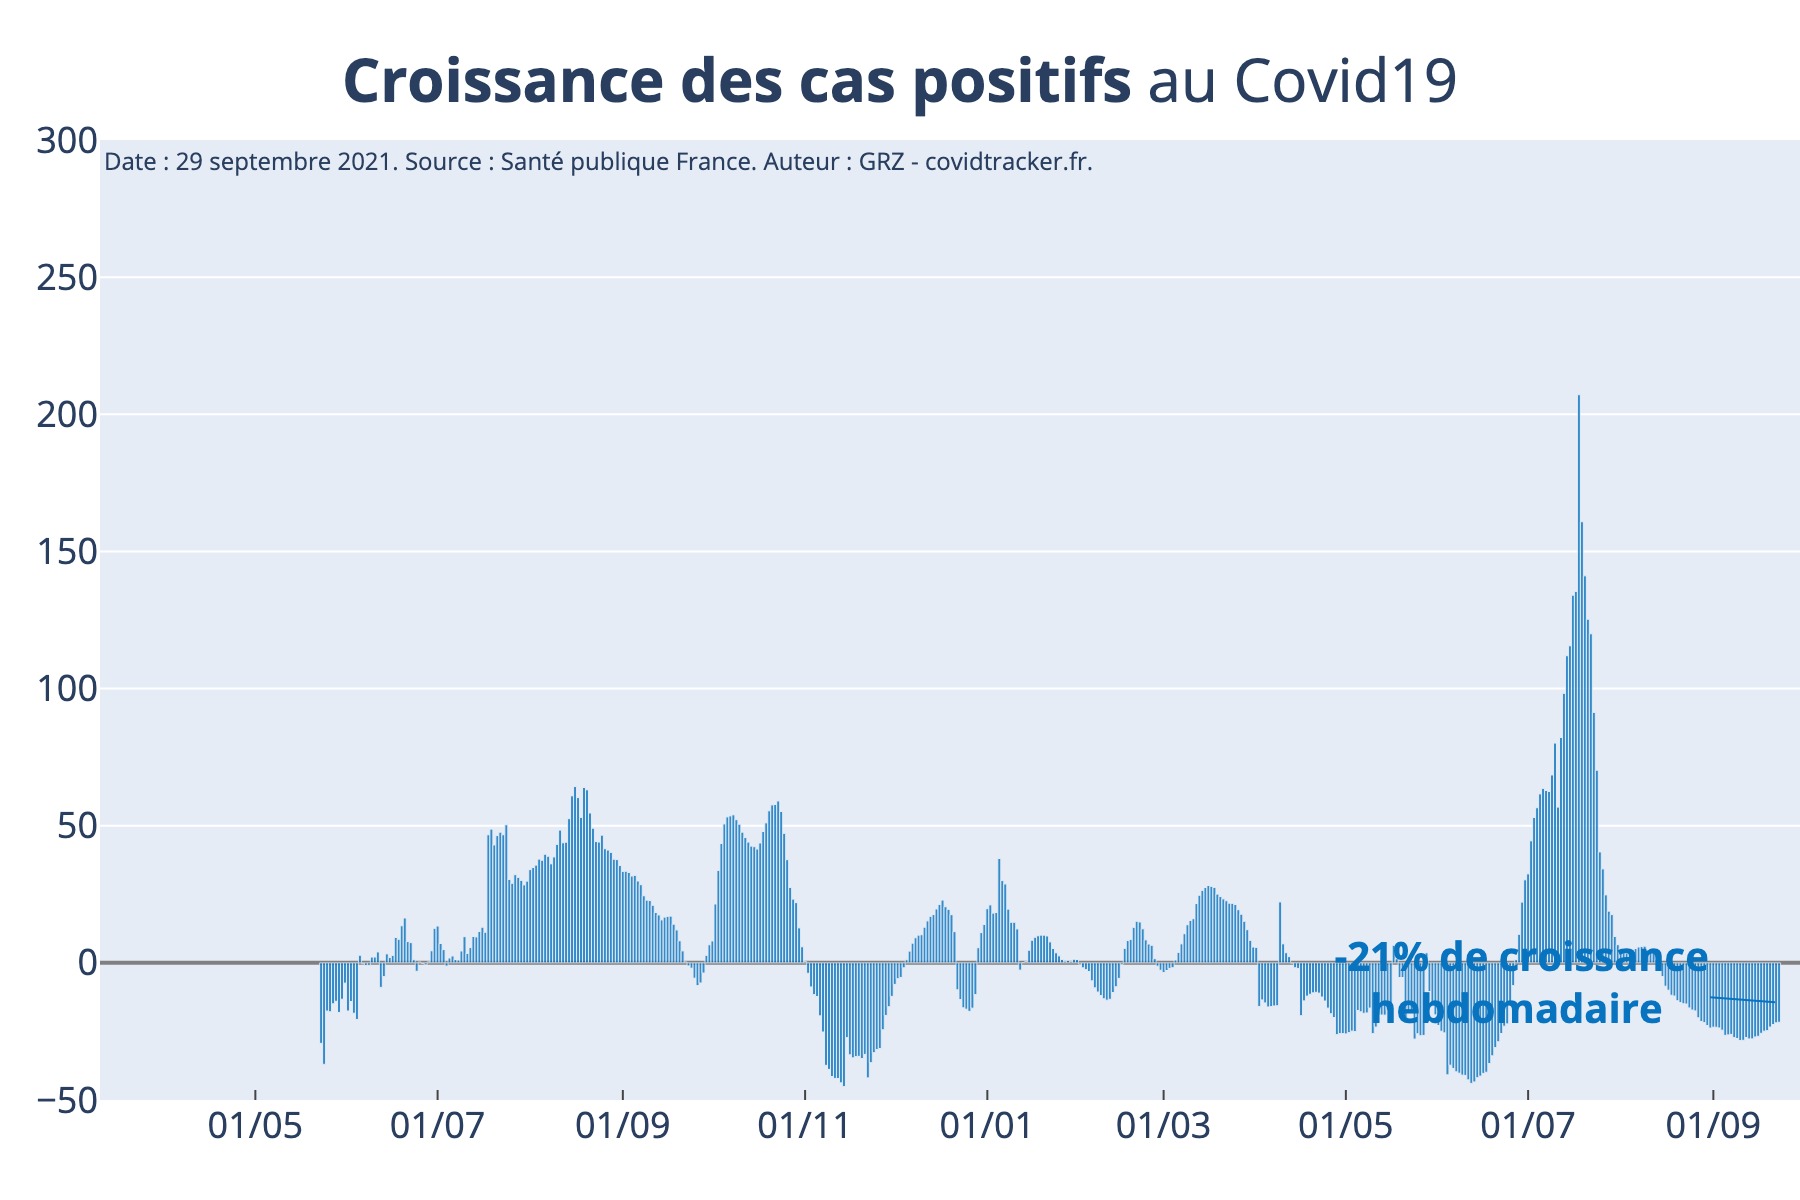 Croissance des cas positifs au Covid19
Date : 29 septembre 2021. Source : Santé publique France. Auteur : GRZ - covidtracker.fr.
300
250
200
150
100
50
0
−50
-21% de croissance
hebdomadaire
01/05 01/07 01/09 01/11 01/01 01/03 01/05 01/07 01/09